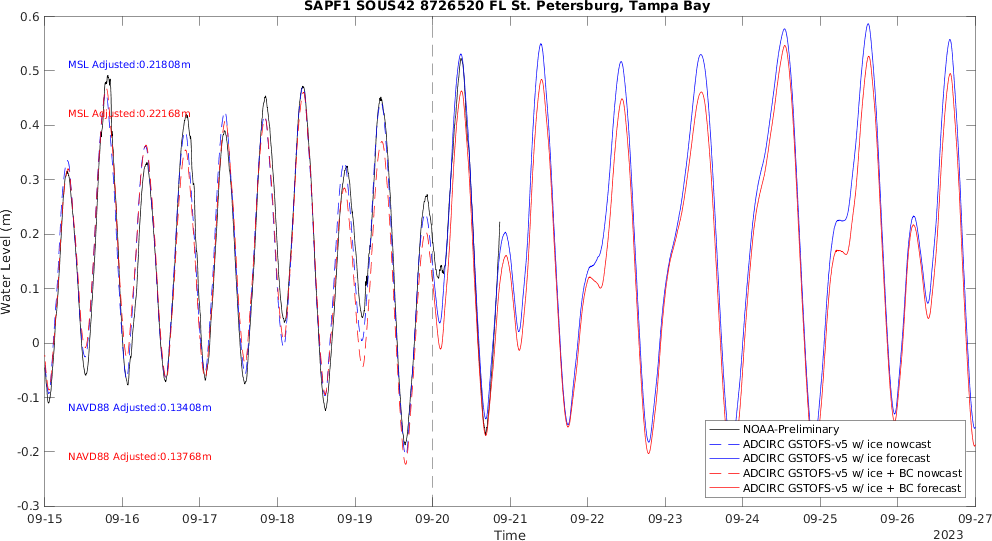 SAPF1 SOUS42 8726520 FL St. Petersburg, Tampa Bay
Water Level (m)
0.6
0.5
0.4
0.3
0.2
0.1
0
-0.1
-0.2
-0.3
MSL Adjusted:0.21808m
MSL Adjusted:0.22168m
NAVD88 Adjusted:0.13408m
NAVD88 Adjusted:0.13768m
NOAA-Preliminary
ADCIRC GSTOFS-v5 w/ ice nowcast
ADCIRC GSTOFS-v5 w/ ice forecast
ADCIRC GSTOFS-v5 w/ ice + BC nowcast
ADCIRC GSTOFS-v5 w/ ice + BC forecast
09-15 09-16 09-17 09-18 09-19 09-20 09-21 09-22 09-23 09-24 09-25 09-26 09-27
Time
2023